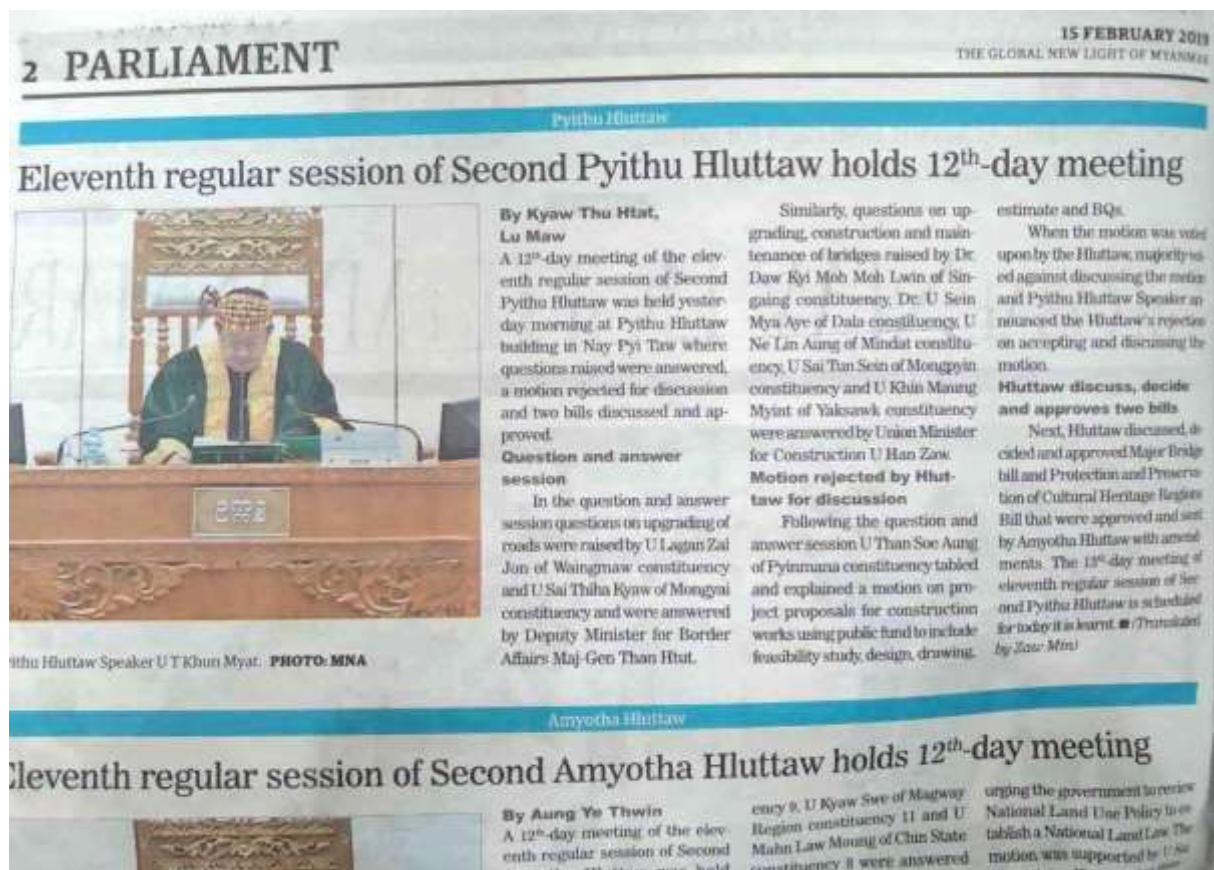 2 PARLIAMENT
15 FEBRUARY 2019
THE GLOBAL NEW LIGHT OF MYANMAR
Pyithu Hluttaw
Eleventh regular session of Second Pyithu Hluttaw holds 12th-day meeting
ithu Hluttaw Speaker U T Khun Myat. PHOTO: MNA
By Kyaw Thu Htat,
Lu Maw
A 12th-day meeting of the elev-
enth regular session of Second
Pyithu Hluttaw was held yester-
day morning at Pyithu Hluttaw
building in Nay Pyi Taw where
questions raised were answered,
a motion rejected for discussion
and two bills discussed and ap-
proved.
Question and answer
session
In the question and answer
session questions on upgrading of
roads were raised by U Lagan Zal
Jon of Waingmaw constituency
and U Sai Thiha Kyaw of Mongyai
constituency and were answered
by Deputy Minister for Border
Affairs Maj-Gen Than Htut.
Similarly, questions on up-
grading, construction and main-
tenance of bridges raised by Dr.
Daw Kyi Moh Moh Lwin of Sin-
gaing constituency, Dr. U Sein
Mya Aye of Dala constituency, U
Ne Lin Aung of Mindat constitu-
ency, U Sai Tun Sein of Mongpyin
constituency and U Khin Maung
Myint of Yaksawk constituency
were answered by Union Minister
for Construction U Han Zaw.
Motion rejected by Hlut-
taw for discussion
Following the question and
answer session U Than Soe Aung
of Pyinmana constituency tabled
and explained a motion on pro-
ject proposals for construction
works using public fund to include
feasibility study, design, drawing,
estimate and BQs.
When the motion was voted
upon by the Hluttaw, majority vot
ed against discussing the motion
and Pyithu Hluttaw Speaker an
nounced the Hluttaw's rejection
on accepting and discussing the
motion.
Hluttaw discuss, decide
and approves two bills
Next, Hluttaw discussed, de
cided and approved Major Bridge
bill and Protection and Preserva-
tion of Cultural Heritage Regions
Bill that were approved and sent
by Amyotha Hluttaw with amend
ments. The 13th-day meeting of
eleventh regular session of Sec
ond Pyithu Hluttaw is scheduled
for today it is learnt. ■ (Translated
by Zaw Min)
Amyotha Hluttaw
Eleventh regular session of Second Amyotha Hluttaw holds 12th-day meeting
By Aung Ye Thwin
A 12th-day meeting of the elev-
enth regular session of Second
ency 9, U Kyaw Swe of Magway
Region constituency 11 and U
Mahn Law Maung of Chin State
constituency 8 were answered
urging the government to review
National Land Use Policy to es
tablish a National Land Law. The
motion was supported by U